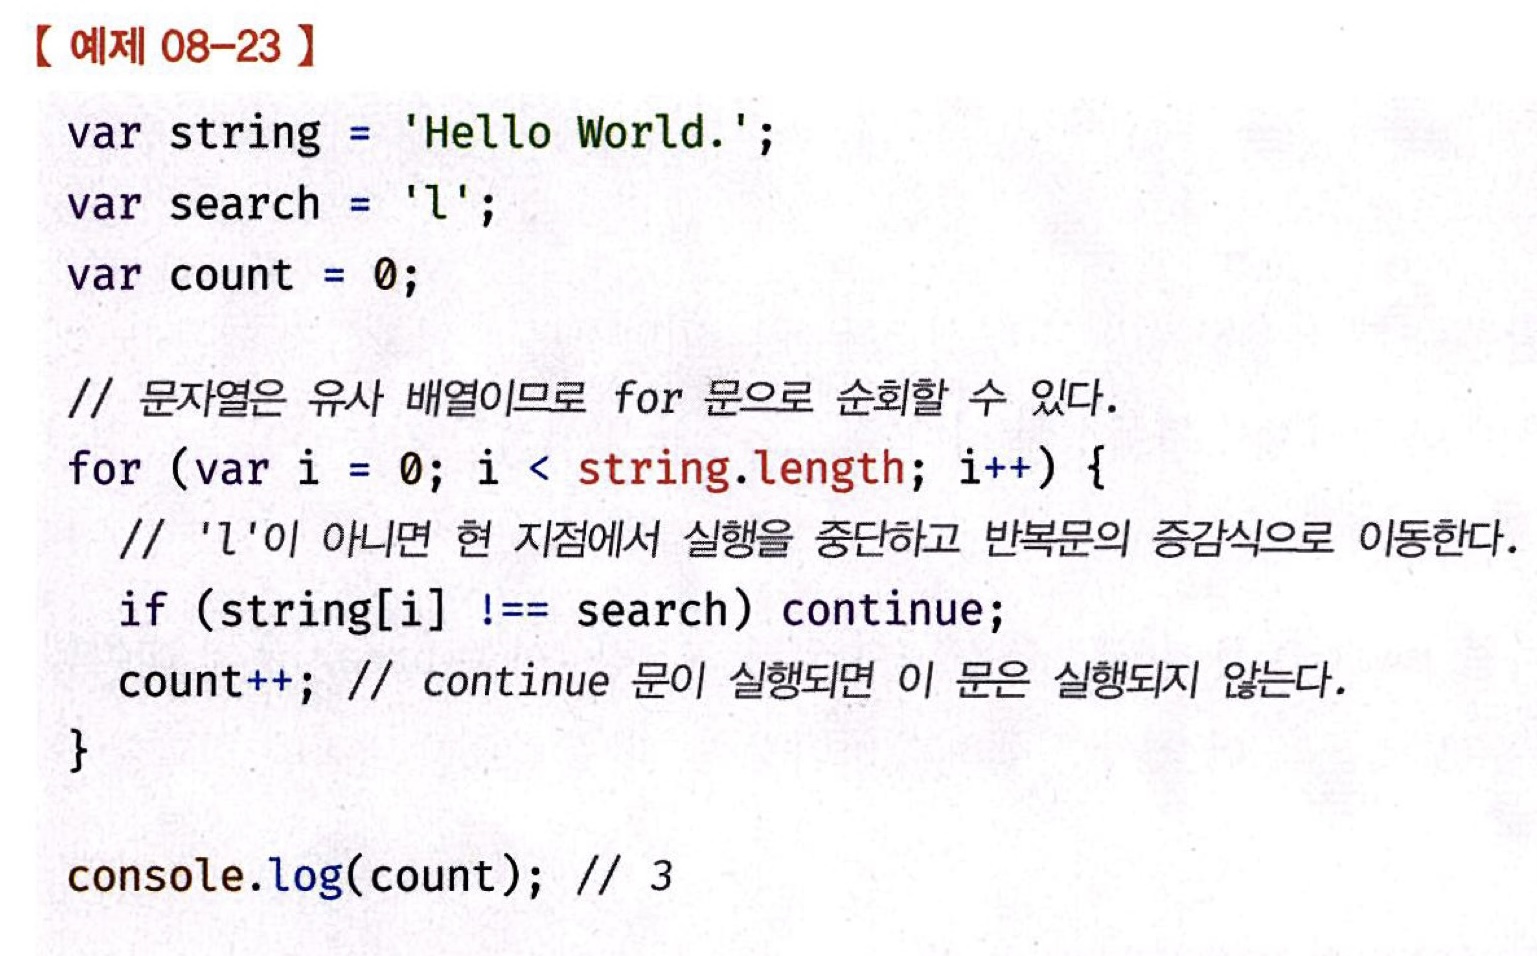 【 예제 08-23 】
var string = 'Hello World.';
var search = 'l';
var count = 0;
// 문자열은 유사 배열이므로 for 문으로 순회할 수 있다.
for (var i = 0; i < string.length; i++) {
// 'l'이 아니면 현 지점에서 실행을 중단하고 반복문의 증감식으로 이동한다.
if (string[i] !== search) continue;
count++; // continue 문이 실행되면 이 문은 실행되지 않는다.
}
console.log(count); // 3